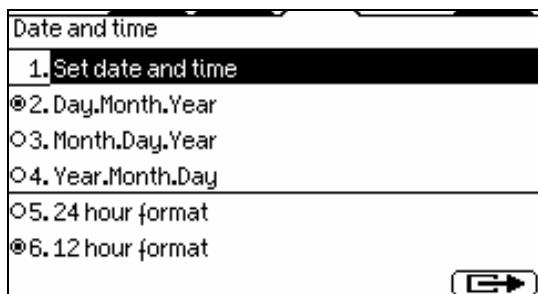 Date and time
1. Set date and time
2. Day.Month.Year
3. Month.Day.Year
4. Year.Month.Day
5. 24 hour format
6. 12 hour format